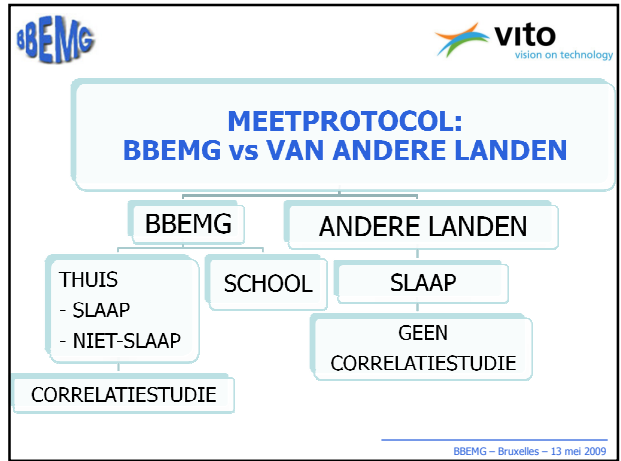 BBEMG
vito
vision on technology
MEETPROTOCOL:
BBEMG vs VAN ANDERE LANDEN
BBEMG
ANDERE LANDEN
THUIS
- SLAAP
- NIET-SLAAP
SCHOOL
SLAAP
GEEN
CORRELATIESTUDIE
CORRELATIESTUDIE
BBEMG – Bruxelles – 13 mei 2009